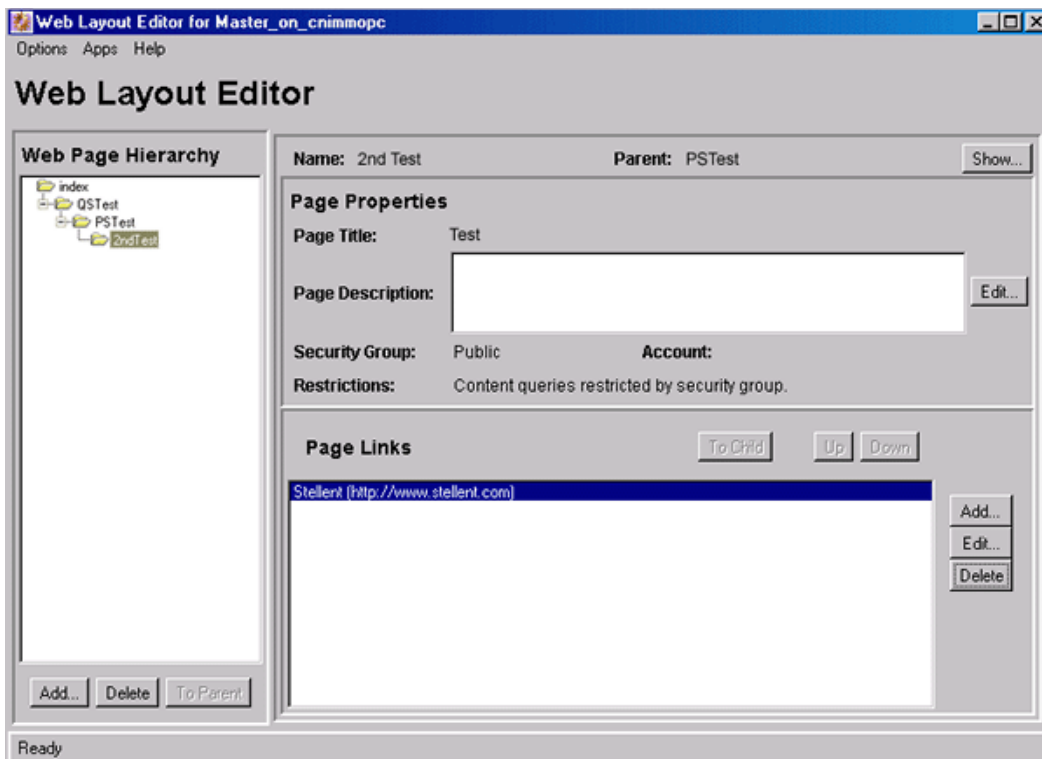 Web Layout Editor for Master_on_cnimmopc
Options Apps Help
Web Layout Editor
Web Page Hierarchy
index
QSTest
PSTest
2ndTest
Add... Delete To Parent
Name: 2nd Test Parent: PSTest Show...
Page Properties
Page Title: Test
Page Description: Edit...
Security Group: Public Account:
Restrictions: Content queries restricted by security group.
Page Links To Child Up Down
Stellent (http://www.stellent.com)
Add...
Edit...
Delete
Ready